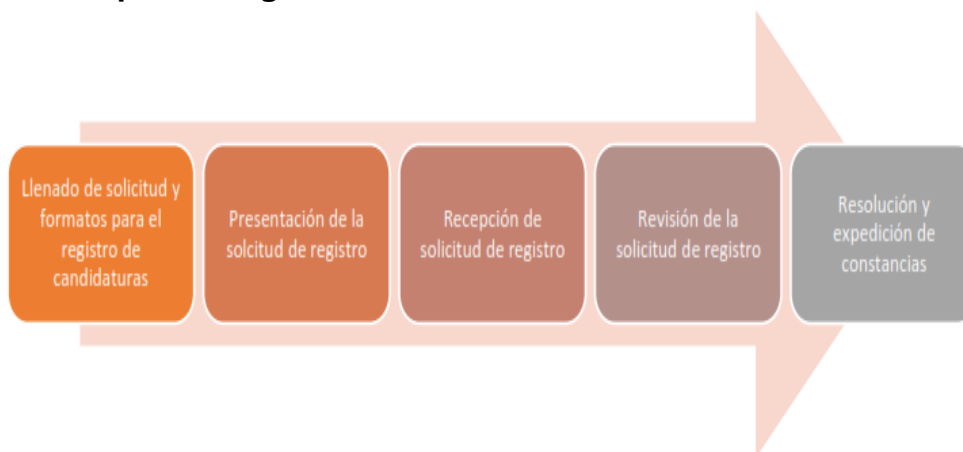 Llenado de solicitud y
formatos para el
registro de
candidaturas
Presentación de la
solcitud de registro
Recepción de
solicitud de registro
Revisión de la
solicitud de registro
Resolución y
expedición de
constancias